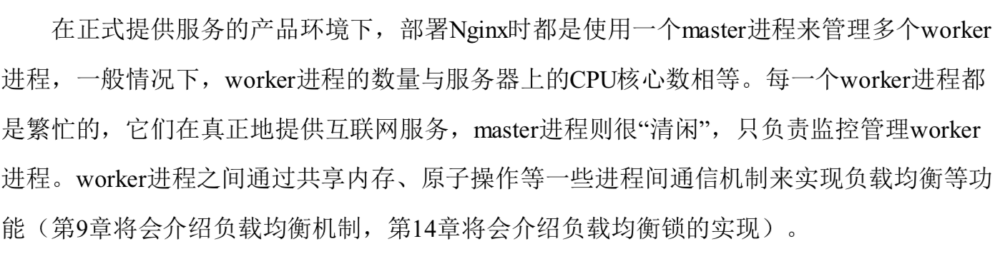 在正式提供服务的产品环境下，部署Nginx时都是使用一个master进程来管理多个worker
进程，一般情况下，worker进程的数量与服务器上的CPU核心数相等。每一个worker进程都
是繁忙的，它们在真正地提供互联网服务，master进程则很“清闲”，只负责监控管理worker
进程。worker进程之间通过共享内存、原子操作等一些进程间通信机制来实现负载均衡等功
能（第9章将会介绍负载均衡机制，第14章将会介绍负载均衡锁的实现）。